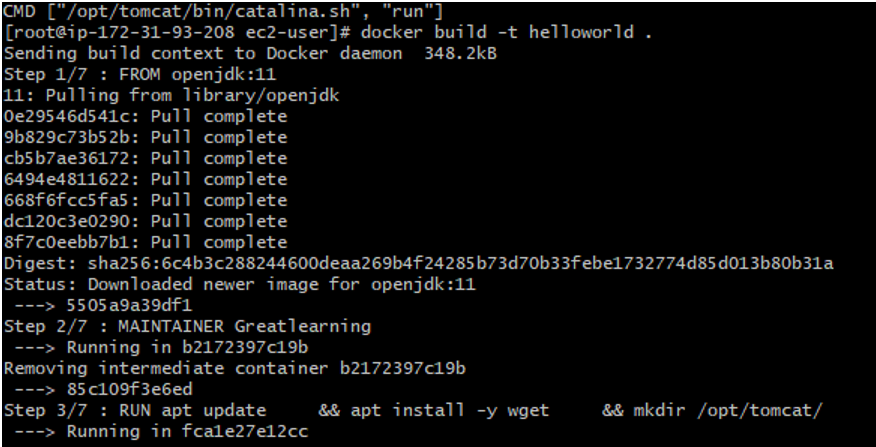 CMD ["/opt/tomcat/bin/catalina.sh", "run"]
[root@ip-172-31-93-208 ec2-user]# docker build -t helloworld .
Sending build context to Docker daemon  348.2kB
Step 1/7 : FROM openjdk:11
11: Pulling from library/openjdk
0e29546d541c: Pull complete
9b829c73b52b: Pull complete
cb5b7ae36172: Pull complete
6494e4811622: Pull complete
668f6fcc5fa5: Pull complete
dc120c3e0290: Pull complete
8f7c0eebb7b1: Pull complete
Digest: sha256:6c4b3c288244600deaa269b4f24285b73d70b33febe1732774d85d013b80b31a
Status: Downloaded newer image for openjdk:11
 ---> 5505a9a39df1
Step 2/7 : MAINTAINER Greatlearning
 ---> Running in b2172397c19b
Removing intermediate container b2172397c19b
 ---> 85c109f3e6ed
Step 3/7 : RUN apt update     && apt install -y wget     && mkdir /opt/tomcat/
 ---> Running in fca1e27e12cc